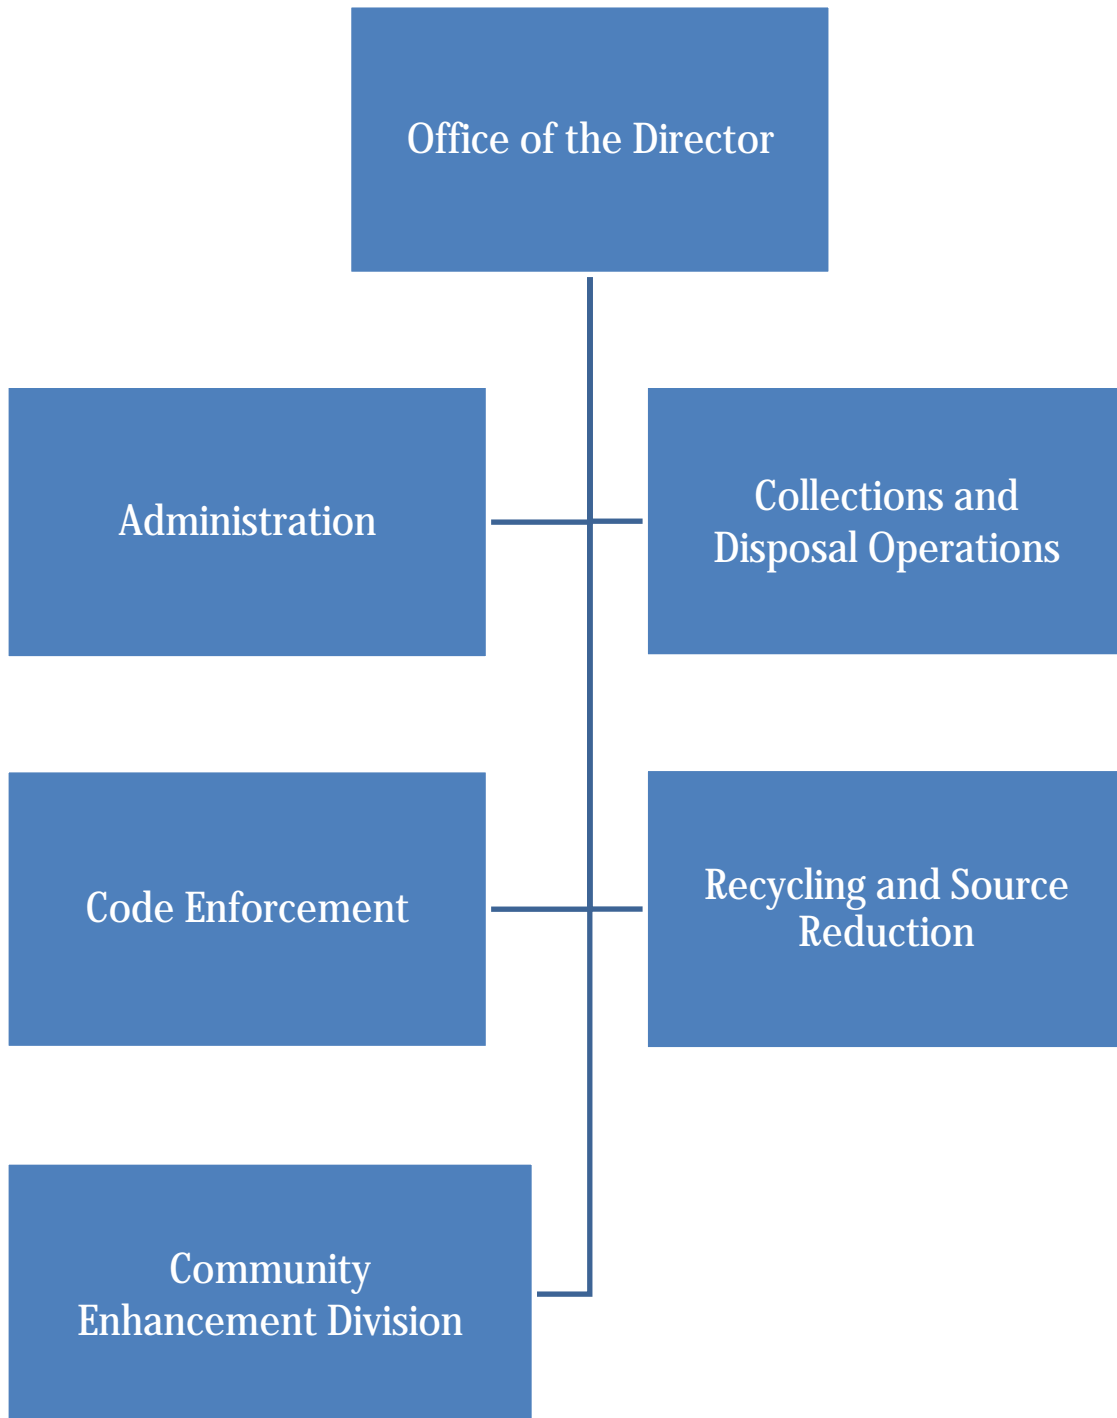 Office of the Director
Administration
Collections and
Disposal Operations
Code Enforcement
Recycling and Source
Reduction
Community
Enhancement Division